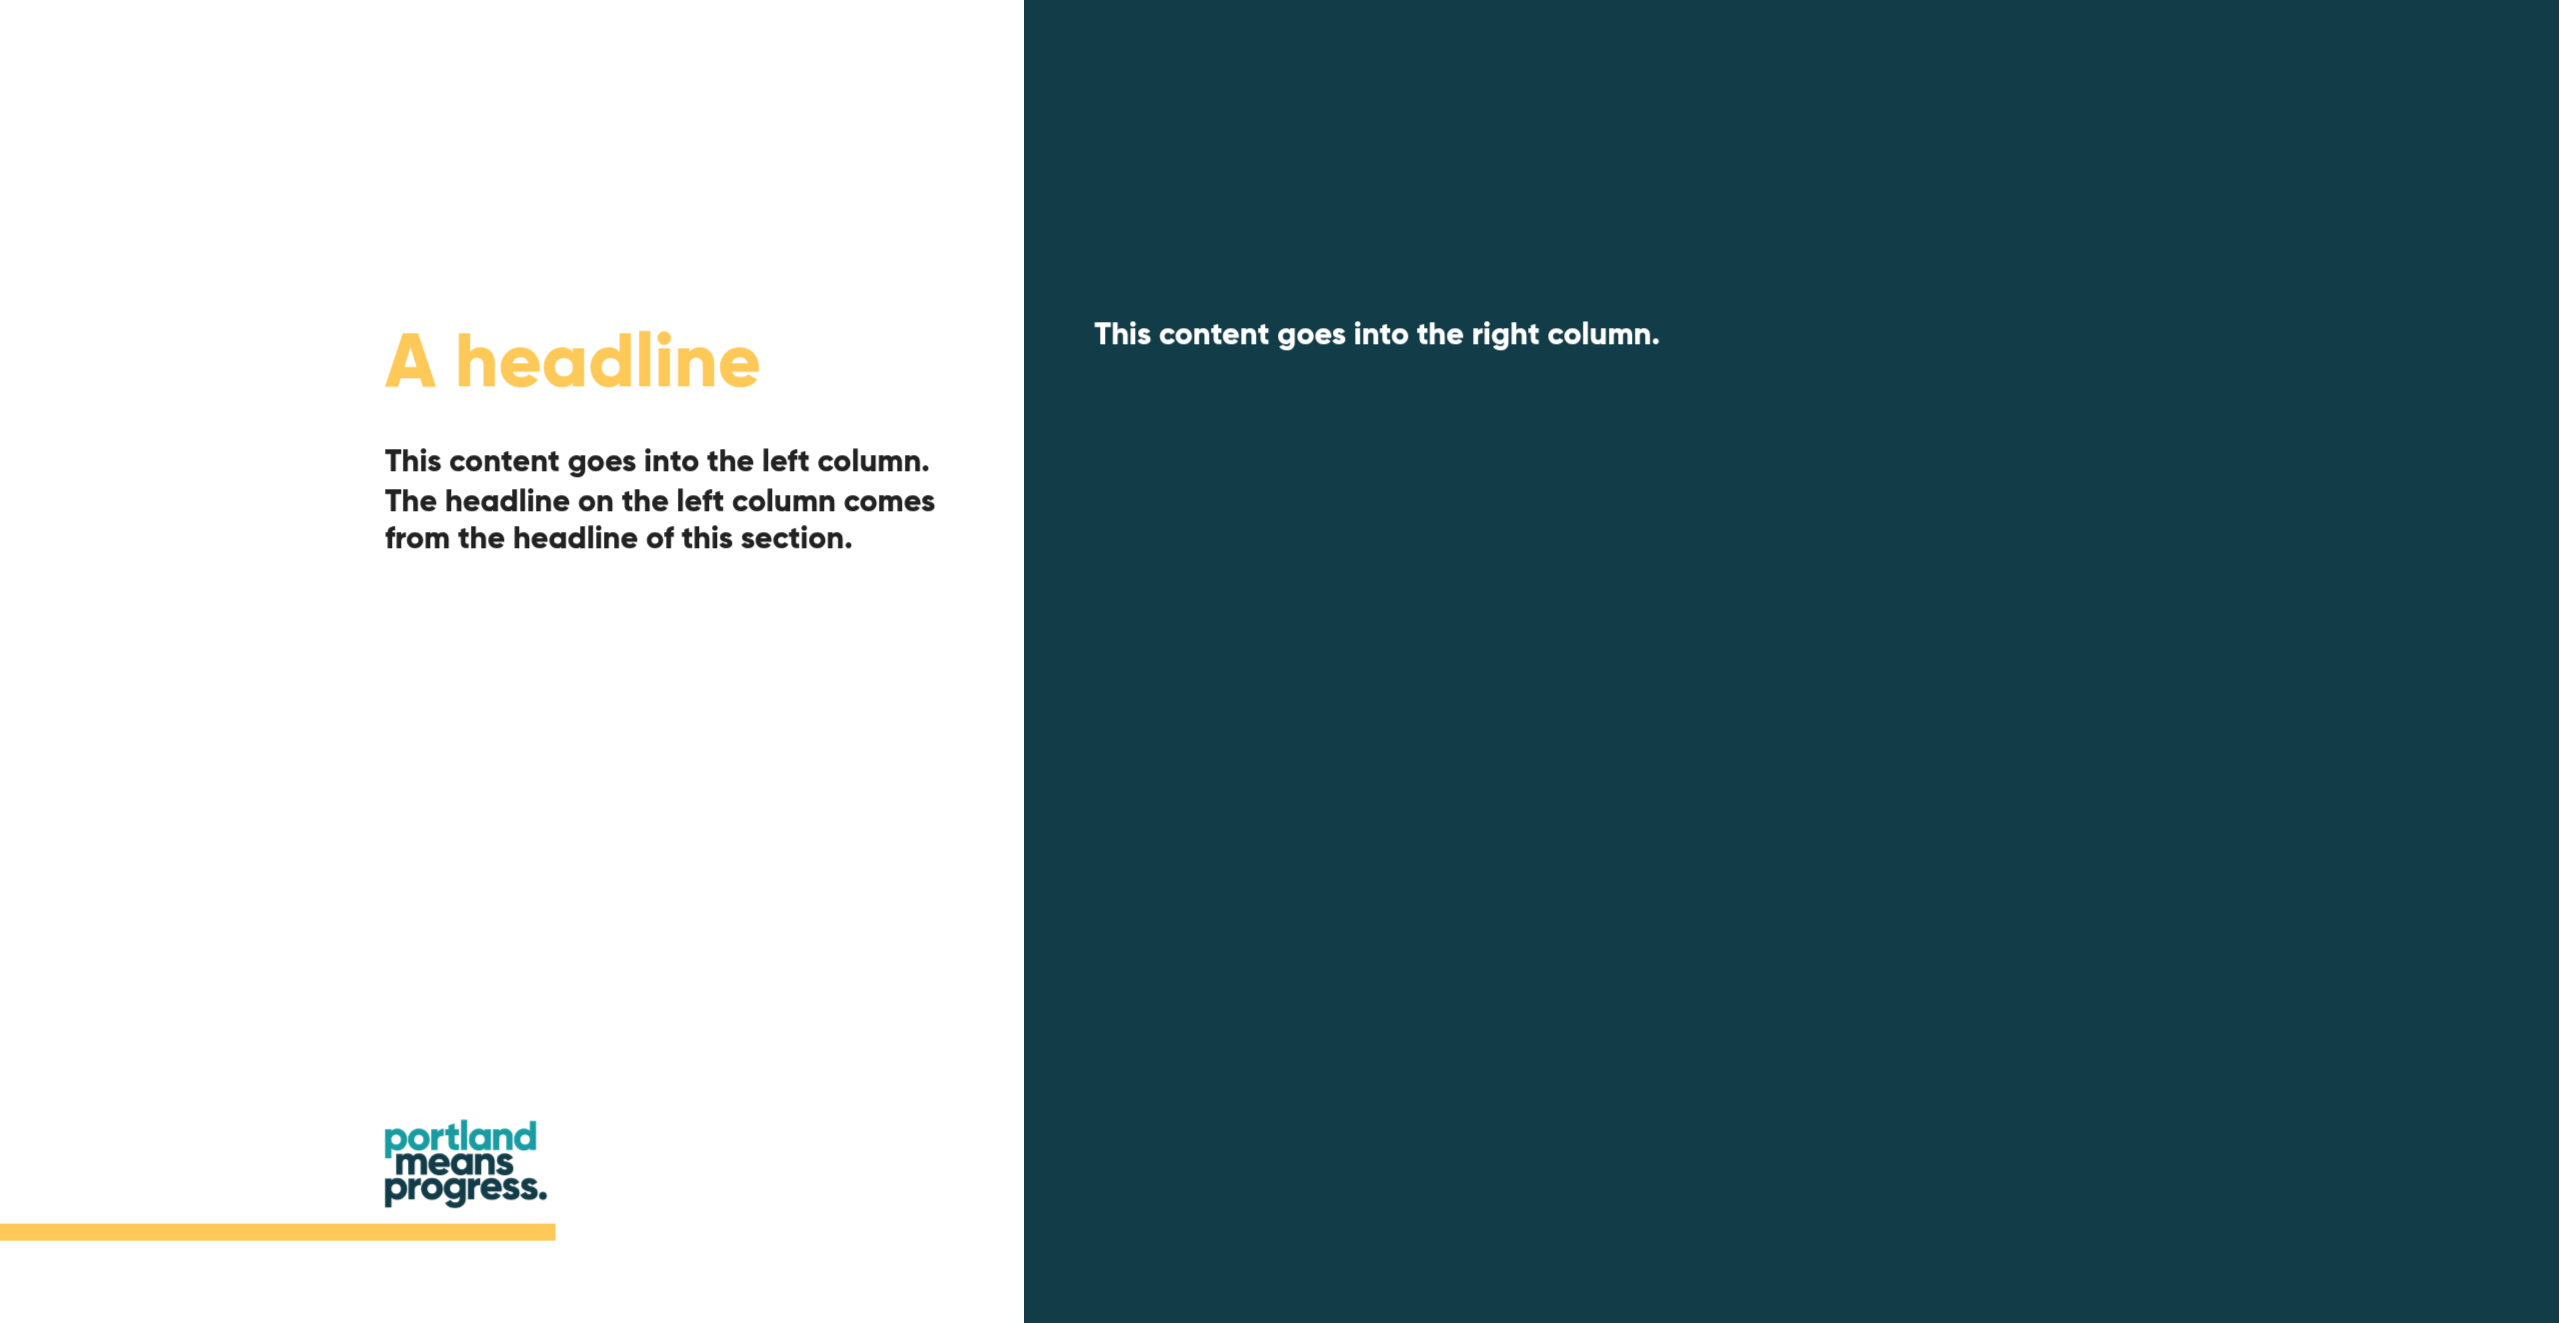 A headline
This content goes into the left column.
The headline on the left column comes
from the headline of this section.
portland
means
progress.
This content goes into the right column.